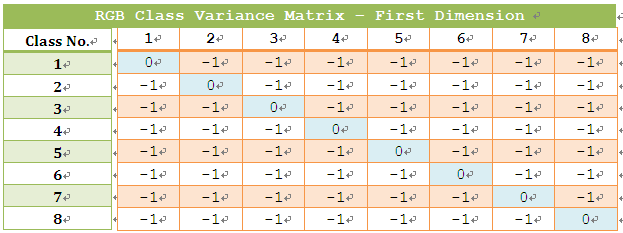 RGB Class Variance Matrix – First Dimension
Class No. 1 2 3 4 5 6 7 8
1 0 -1 -1 -1 -1 -1 -1 -1
2 -1 0 -1 -1 -1 -1 -1 -1
3 -1 -1 0 -1 -1 -1 -1 -1
4 -1 -1 -1 0 -1 -1 -1 -1
5 -1 -1 -1 -1 0 -1 -1 -1
6 -1 -1 -1 -1 -1 0 -1 -1
7 -1 -1 -1 -1 -1 -1 0 -1
8 -1 -1 -1 -1 -1 -1 -1 0